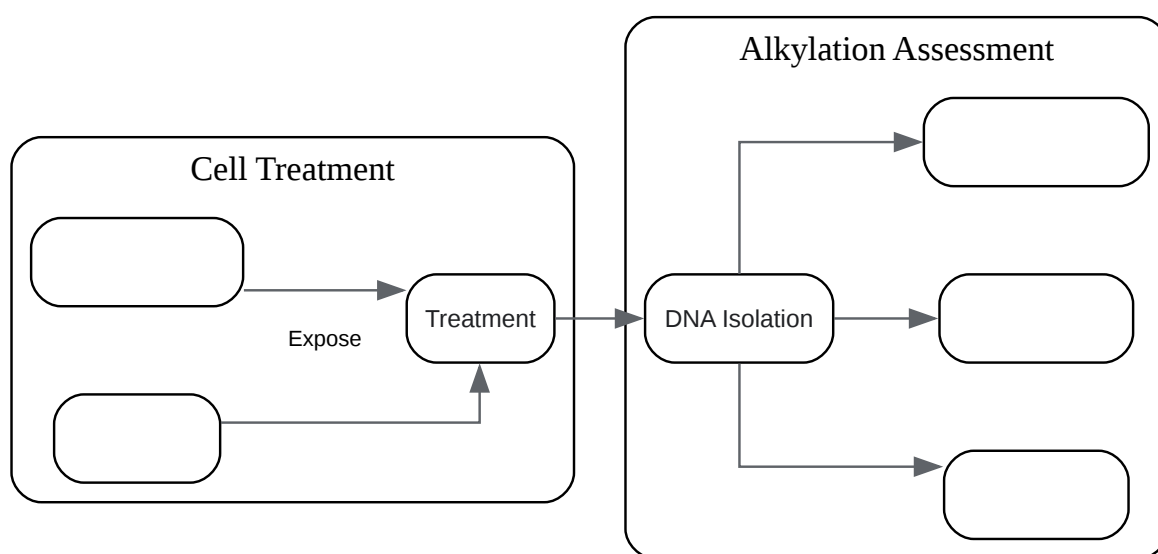 Alkylation Assessment
Cell Treatment
Treatment
DNA Isolation
Expose